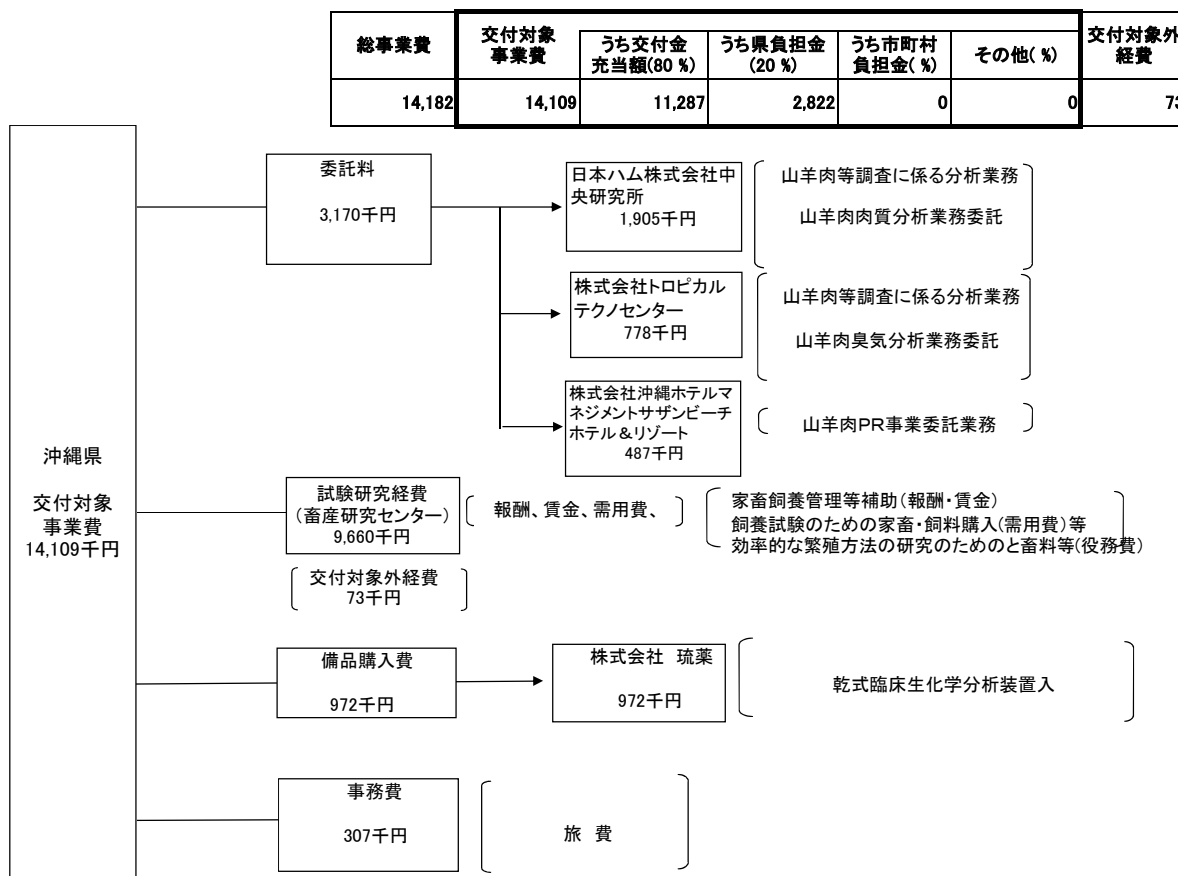 総事業費
交付対象
事業費
うち交付金
充当額(80 %)
うち県負担金
(20 %)
うち市町村
負担金( %)
その他( %)
交付対象外
経費
14,182
14,109
11,287
2,822
0
0
73
沖縄県
交付対象
事業費
14,109千円
委託料
3,170千円
日本ハム株式会社中
央研究所
1,905千円
山羊肉等調査に係る分析業務
山羊肉肉質分析業務委託
株式会社トロピカル
テクノセンター
778千円
山羊肉等調査に係る分析業務
山羊肉臭気分析業務委託
株式会社沖縄ホテルマ
ネジメントサザンビーチ
ホテル＆リゾート
487千円
山羊肉PR事業委託業務
試験研究経費
（畜産研究センター）
9,660千円
報酬、賃金、需用費、
家畜飼養管理等補助（報酬・賃金）
飼養試験のための家畜・飼料購入(需用費）等
効率的な繁殖方法の研究のためのと畜料等(役務費）
交付対象外経費
73千円
備品購入費
972千円
株式会社　琉薬
972千円
乾式臨床生化学分析装置入
事務費
307千円
旅　費